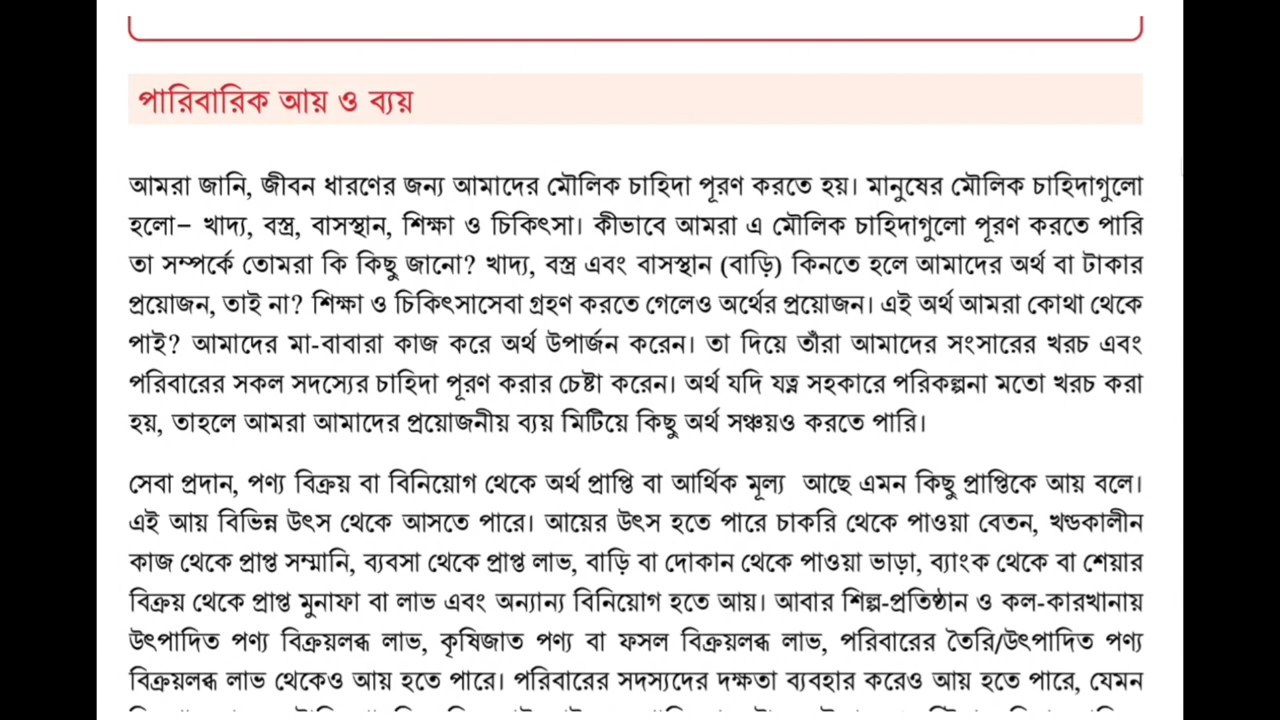 পারিবারিক আয় ও ব্যয়
আমরা জানি, জীবন ধারণের জন্য আমাদের মৌলিক চাহিদা পূরণ করতে হয়। মানুষের মৌলিক চাহিদাগুলো
হলো– খাদ্য, বস্ত্র, বাসস্থান, শিক্ষা ও চিকিৎসা। কীভাবে আমরা এ মৌলিক চাহিদাগুলো পূরণ করতে পারি
তা সম্পর্কে তোমরা কি কিছু জানো? খাদ্য, বস্ত্র এবং বাসস্থান (বাড়ি) কিনতে হলে আমাদের অর্থ বা টাকার
প্রয়োজন, তাই না? শিক্ষা ও চিকিৎসাসেবা গ্রহণ করতে গেলেও অর্থের প্রয়োজন। এই অর্থ আমরা কোথা থেকে
পাই? আমাদের মা-বাবারা কাজ করে অর্থ উপার্জন করেন। তা দিয়ে তাঁরা আমাদের সংসারের খরচ এবং
পরিবারের সকল সদস্যের চাহিদা পূরণ করার চেষ্টা করেন। অর্থ যদি যত্ন সহকারে পরিকল্পনা মতো খরচ করা
হয়, তাহলে আমরা আমাদের প্রয়োজনীয় ব্যয় মিটিয়ে কিছু অর্থ সঞ্চয়ও করতে পারি।
সেবা প্রদান, পণ্য বিক্রয় বা বিনিয়োগ থেকে অর্থ প্রাপ্তি বা আর্থিক মূল্য আছে এমন কিছু প্রাপ্তিকে আয় বলে।
এই আয় বিভিন্ন উৎস থেকে আসতে পারে। আয়ের উৎস হতে পারে চাকরি থেকে পাওয়া বেতন, খন্ডকালীন
কাজ থেকে প্রাপ্ত সম্মানি, ব্যবসা থেকে প্রাপ্ত লাভ, বাড়ি বা দোকান থেকে পাওয়া ভাড়া, ব্যাংক থেকে বা শেয়ার
বিক্রয় থেকে প্রাপ্ত মুনাফা বা লাভ এবং অন্যান্য বিনিয়োগ হতে আয়। আবার শিল্প-প্রতিষ্ঠান ও কল-কারখানায়
উৎপাদিত পণ্য বিক্রয়লব্ধ লাভ, কৃষিজাত পণ্য বা ফসল বিক্রয়লব্ধ লাভ, পরিবারের তৈরি/উৎপাদিত পণ্য
বিক্রয়লব্ধ লাভ থেকেও আয় হতে পারে। পরিবারের সদস্যদের দক্ষতা ব্যবহার করেও আয় হতে পারে, যেমন